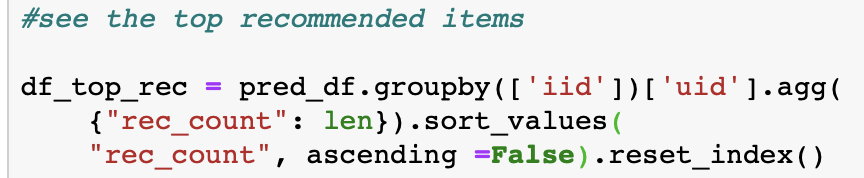 #see the top recommended items
df_top_rec = pred_df.groupby(['iid'])['uid'].agg(
    {"rec_count": len}).sort_values(
    "rec_count", ascending =False).reset_index()